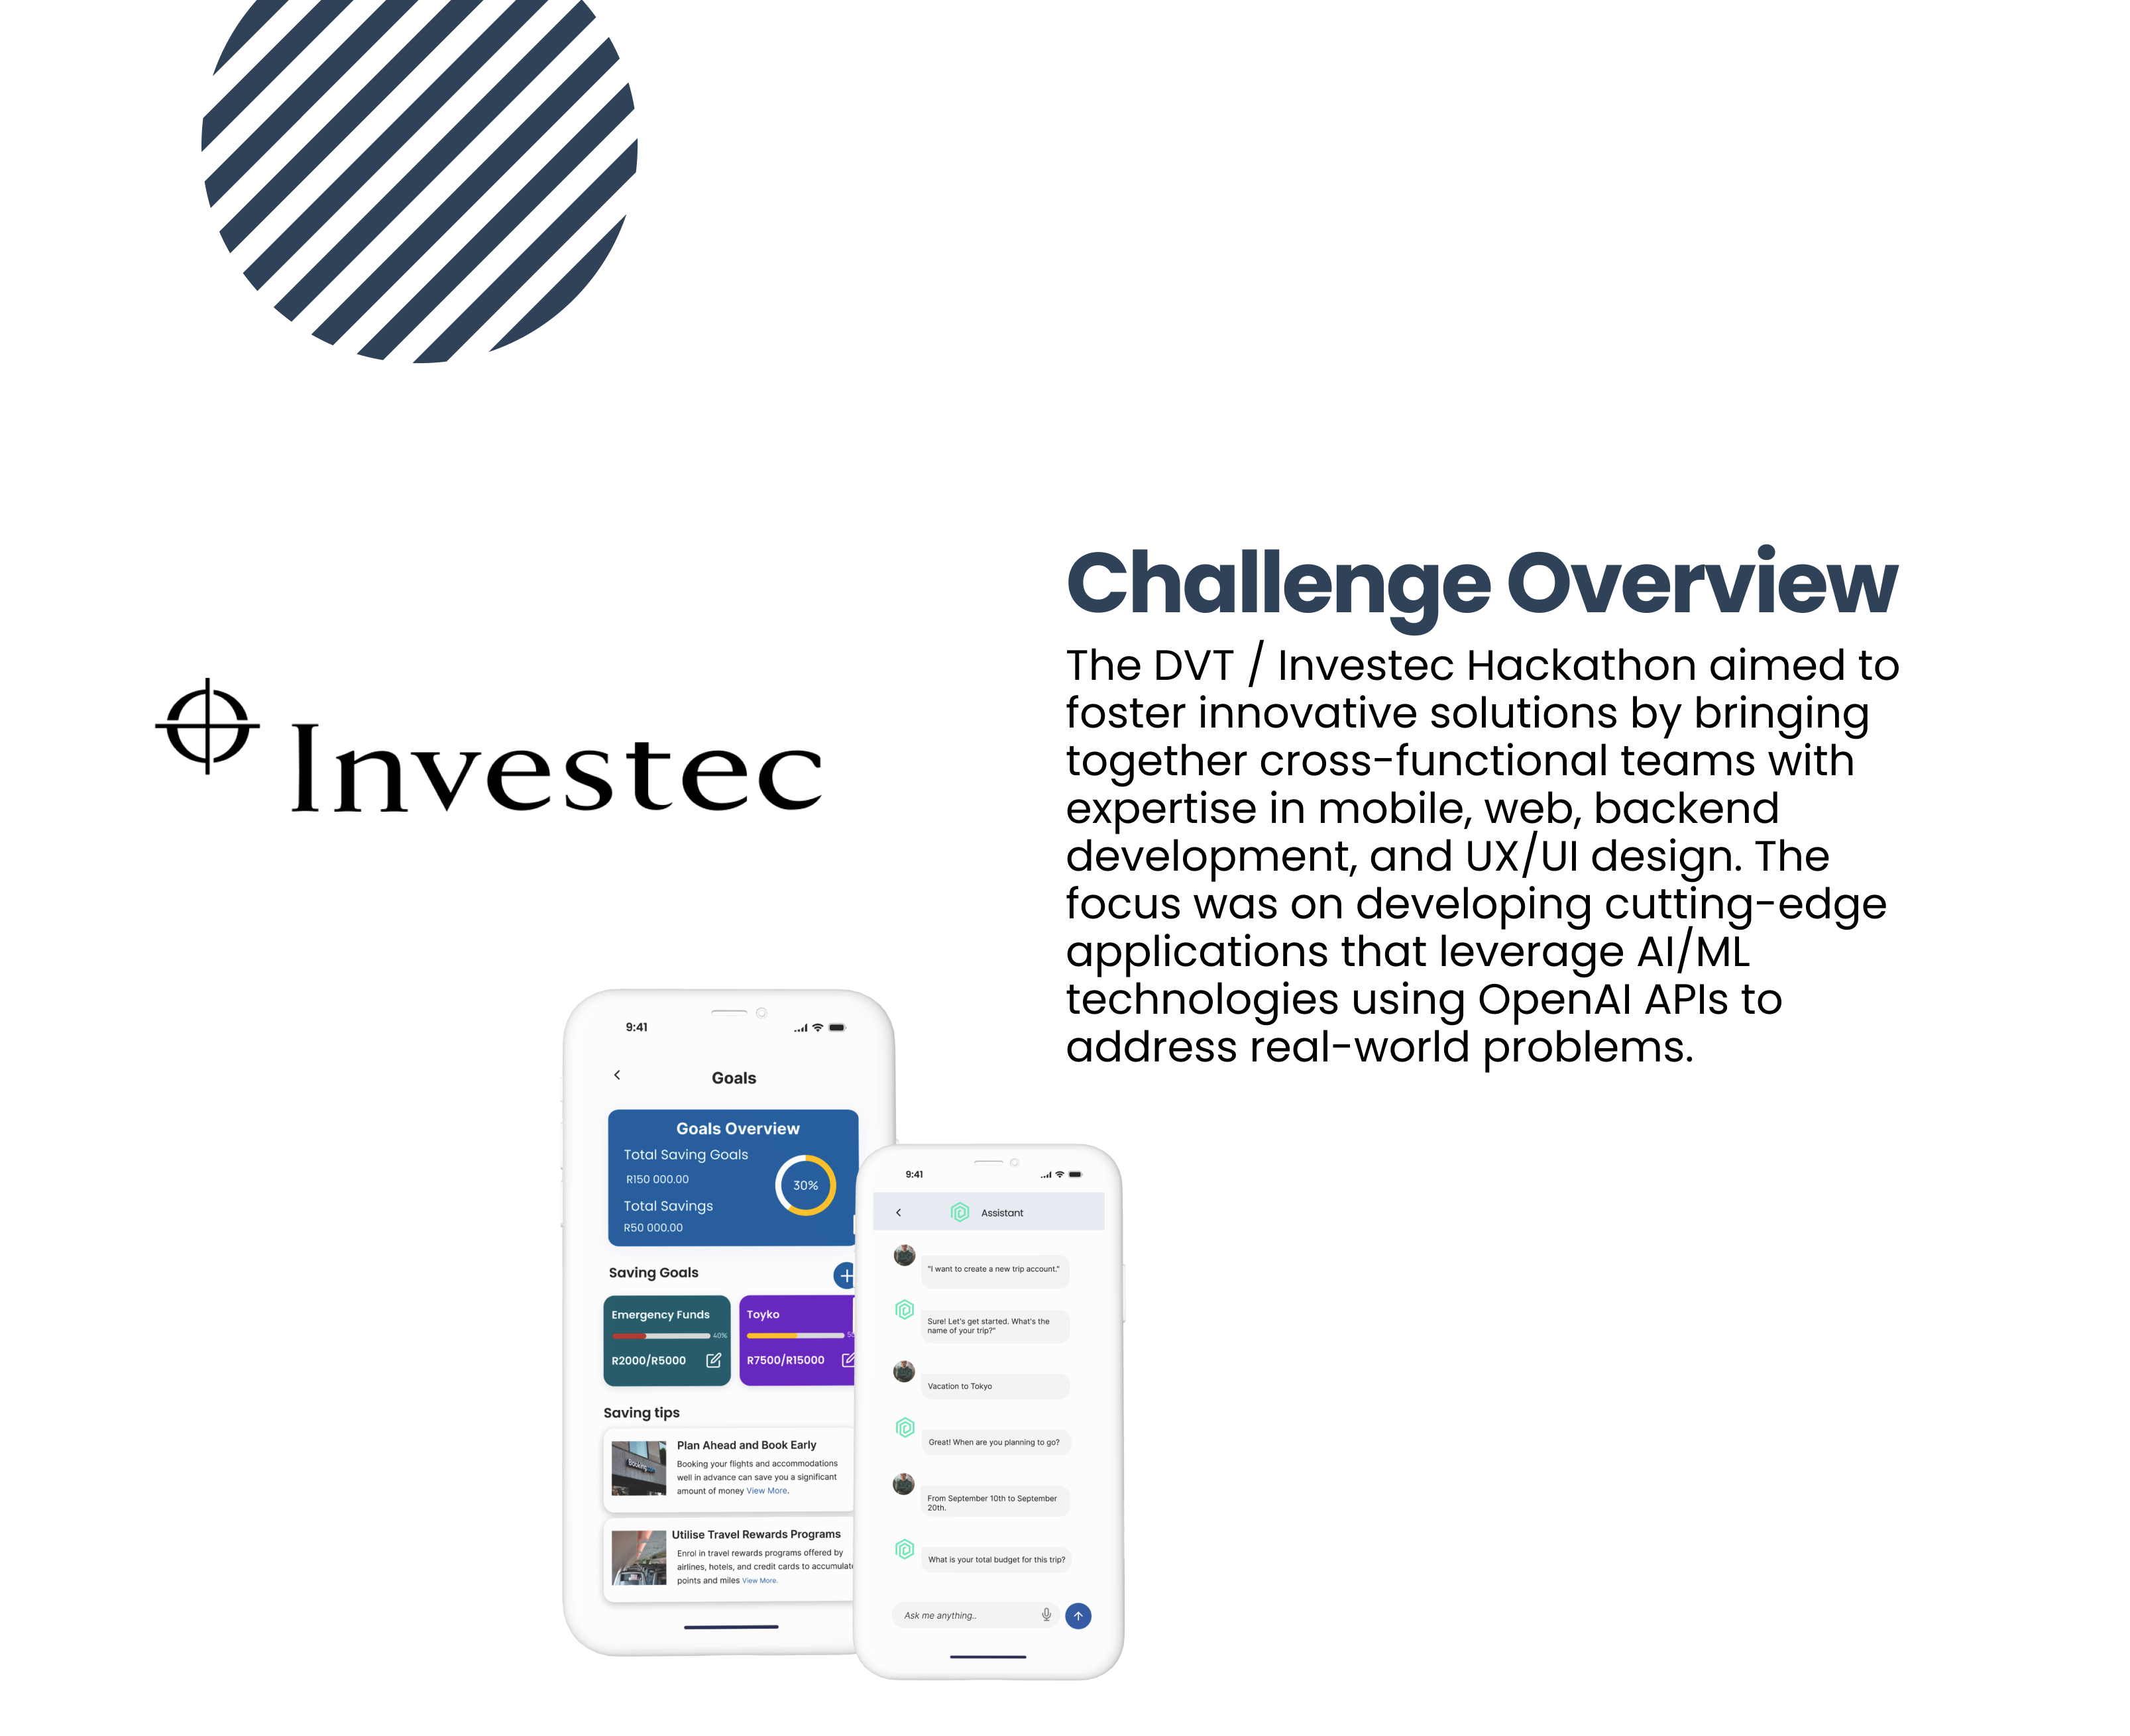 Investec
Challenge Overview
The DVT / Investec Hackathon aimed to
foster innovative solutions by bringing
together cross-functional teams with
expertise in mobile, web, backend
development, and UX/UI design. The
focus was on developing cutting-edge
applications that leverage AI/ML
technologies using OpenAI APIs to
address real-world problems.
9:41
Goals
Goals Overview
Total Saving Goals
R150 000.00
30%
Total Savings
R50 000.00
Saving Goals
Emergency Funds
40%
R2000/R5000
Toyko
R7500/R15000
Saving tips
Plan Ahead and Book Early
Booking your flights and accommodations
well in advance can save you a significant
amount of money View More.
Utilise Travel Rewards Programs
Enrol in travel rewards programs offered by
airlines, hotels, and credit cards to accumulate
points and miles View More.
9:41
Assistant
"I want to create a new trip account."
Sure! Let's get started. What's the
name of your trip?"
Vacation to Tokyo
Great! When are you planning to go?
From September 10th to September
20th.
What is your total budget for this trip?
Ask me anything..